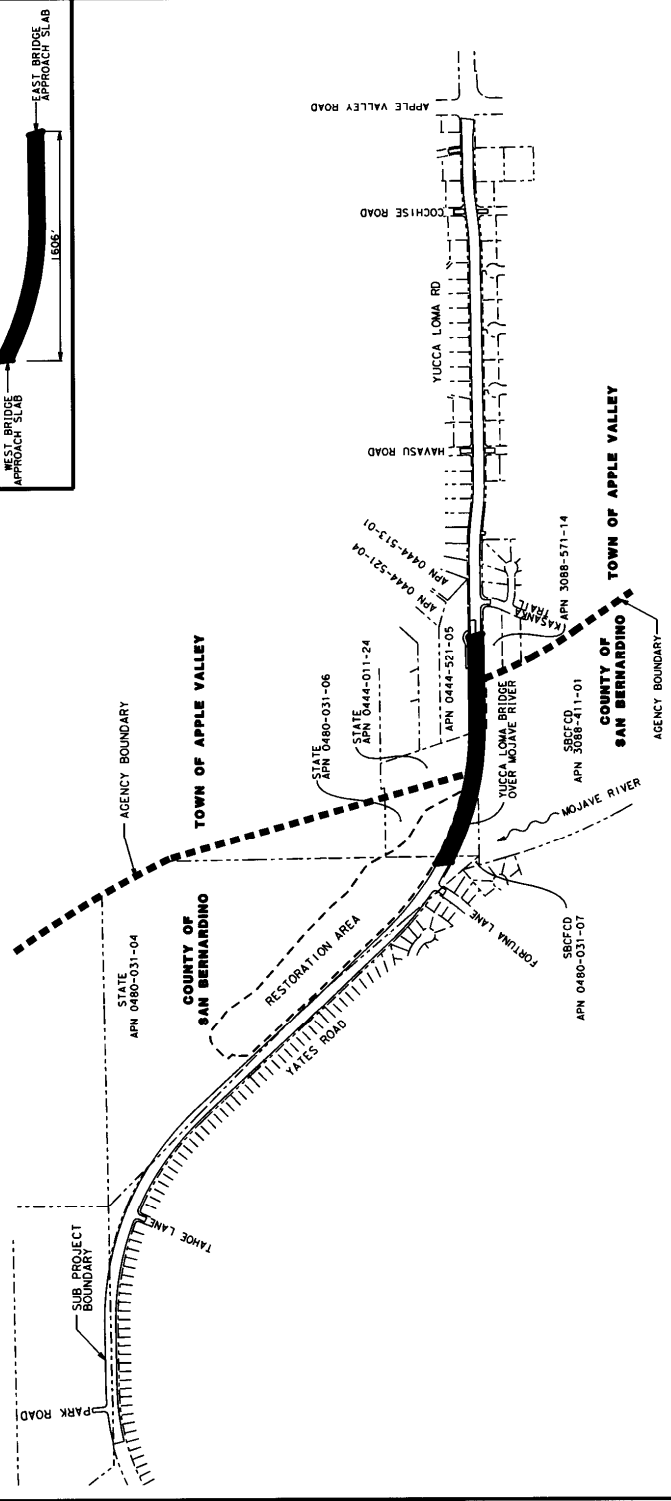 WEST BRIDGE
APPROACH SLAB
EAST BRIDGE
APPROACH SLAB
1606'
PARK ROAD
SUB PROJECT
BOUNDARY
TAHOE LANE
STATE
APN 0480-031-04
COUNTY OF
SAN BERNARDINO
RESTORATION AREA
YATES ROAD
AGENCY BOUNDARY
TOWN OF APPLE VALLEY
STATE
APN 0480-031-06
STATE
APN 0444-011-24
APN 0444-521-05
APN 0444-521-04
APN 0444-513-01
FORTUNA LANE
SBCFCD
APN 0480-031-07
YUCCA LOMA BRIDGE
OVER MOJAVE RIVER
MOJAVE RIVER
SBCFCD
APN 3088-411-01
COUNTY OF
SAN BERNARDINO
AGENCY BOUNDARY
TOWN OF APPLE VALLEY
KASANKA
TRAIL
APN 3088-571-14
HAVASU ROAD
YUCCA LOMA RD
COCHISE ROAD
APPLE VALLEY ROAD